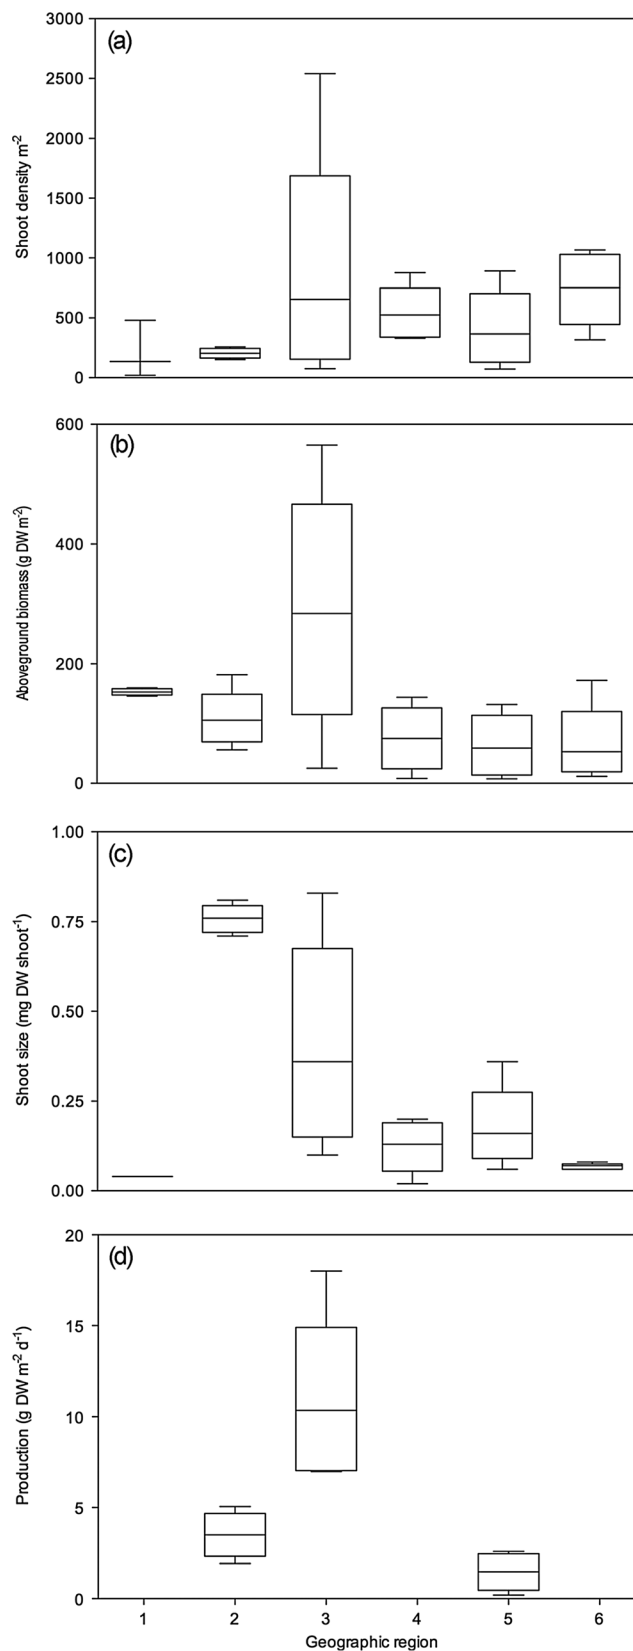 (a)
3000
2500
2000
1500
1000
500
0
Shoot density m⁻²
(b)
600
400
200
0
Aboveground biomass (g DW m⁻²)
(c)
1.00
0.75
0.50
0.25
0.00
Shoot size (mg DW shoot⁻¹)
(d)
20
15
10
5
0
Production (g DW m⁻² d⁻¹)
1 2 3 4 5 6
Geographic region